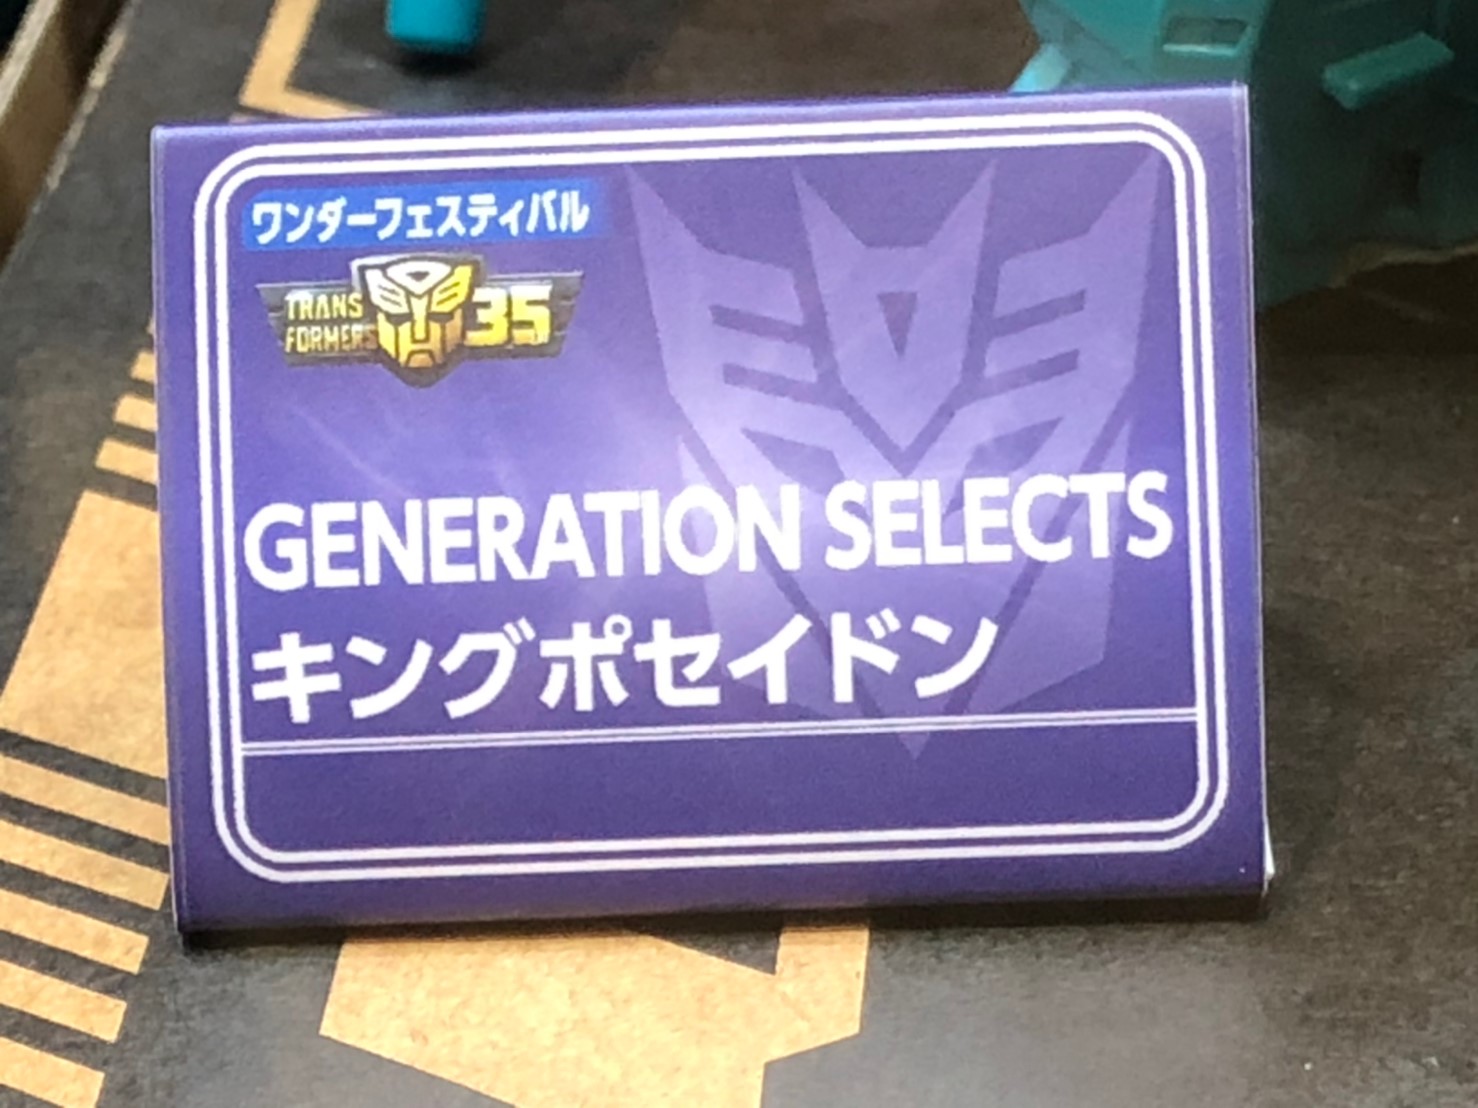 ワンダーフェスティバル
TRANS
FORMERS
35
GENERATION SELECTS
キングポセイドン